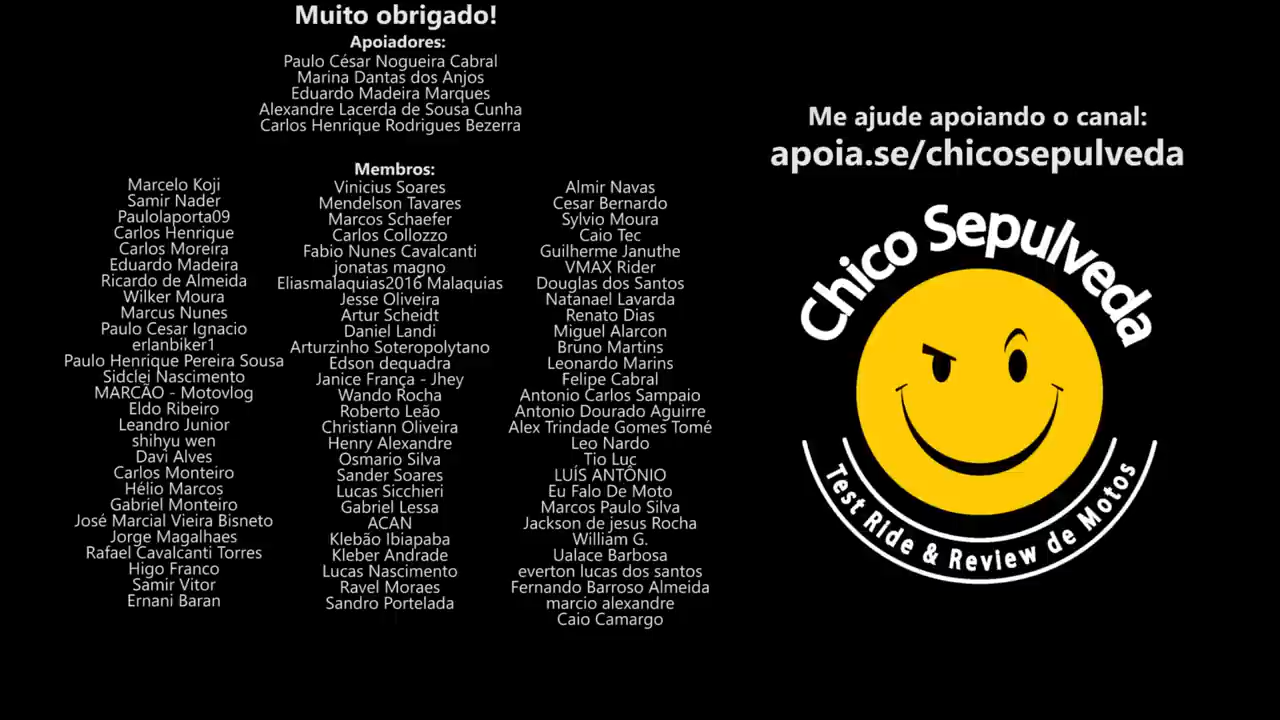 Muito obrigado!
Apoiadores:
Paulo César Nogueira Cabral
Marina Dantas dos Anjos
Eduardo Madeira Marques
Alexandre Lacerda de Sousa Cunha
Carlos Henrique Rodrigues Bezerra
Membros:
Marcelo Koji
Samir Nader
Paulolaporta09
Carlos Henrique
Carlos Moreira
Eduardo Madeira
Ricardo de Almeida
Wilker Moura
Marcus Nunes
Paulo Cesar Ignacio
erlanbiker1
Paulo Henrique Pereira Sousa
Sidclei Nascimento
MARCÃO - Motovlog
Eldo Ribeiro
Leandro Junior
shihyu wen
Davi Alves
Carlos Monteiro
Hélio Marcos
Gabriel Monteiro
José Marcial Vieira Bisneto
Jorge Magalhaes
Rafael Cavalcanti Torres
Higo Franco
Samir Vitor
Ernani Baran
Vinicius Soares
Mendelson Tavares
Marcos Schaefer
Carlos Collozzo
Fabio Nunes Cavalcanti
jonatas magno
Eliasmalaquias2016 Malaquias
Jesse Oliveira
Artur Scheidt
Daniel Landi
Arturzinho Soteropolytano
Edson dequadra
Janice França - Jhey
Wando Rocha
Roberto Leão
Christiann Oliveira
Henry Alexandre
Osmario Silva
Sander Soares
Lucas Sicchieri
Gabriel Lessa
ACAN
Klebão Ibiapaba
Kleber Andrade
Lucas Nascimento
Ravel Moraes
Sandro Portelada
Almir Navas
Cesar Bernardo
Sylvio Moura
Caio Tec
Guilherme Januthe
VMAX Rider
Douglas dos Santos
Natanael Lavarda
Renato Dias
Miguel Alarcon
Bruno Martins
Leonardo Marins
Felipe Cabral
Antonio Carlos Sampaio
Antonio Dourado Aguirre
Alex Trindade Gomes Tomé
Leo Nardo
Tio Luc
LUÍS ANTÔNIO
Eu Falo De Moto
Marcos Paulo Silva
Jackson de jesus Rocha
William G.
Ualace Barbosa
everton lucas dos santos
Fernando Barroso Almeida
marcio alexandre
Caio Camargo
Me ajude apoiando o canal:
apoia.se/chicosepulveda
Chico Sepulveda
Test Ride & Review de Motos